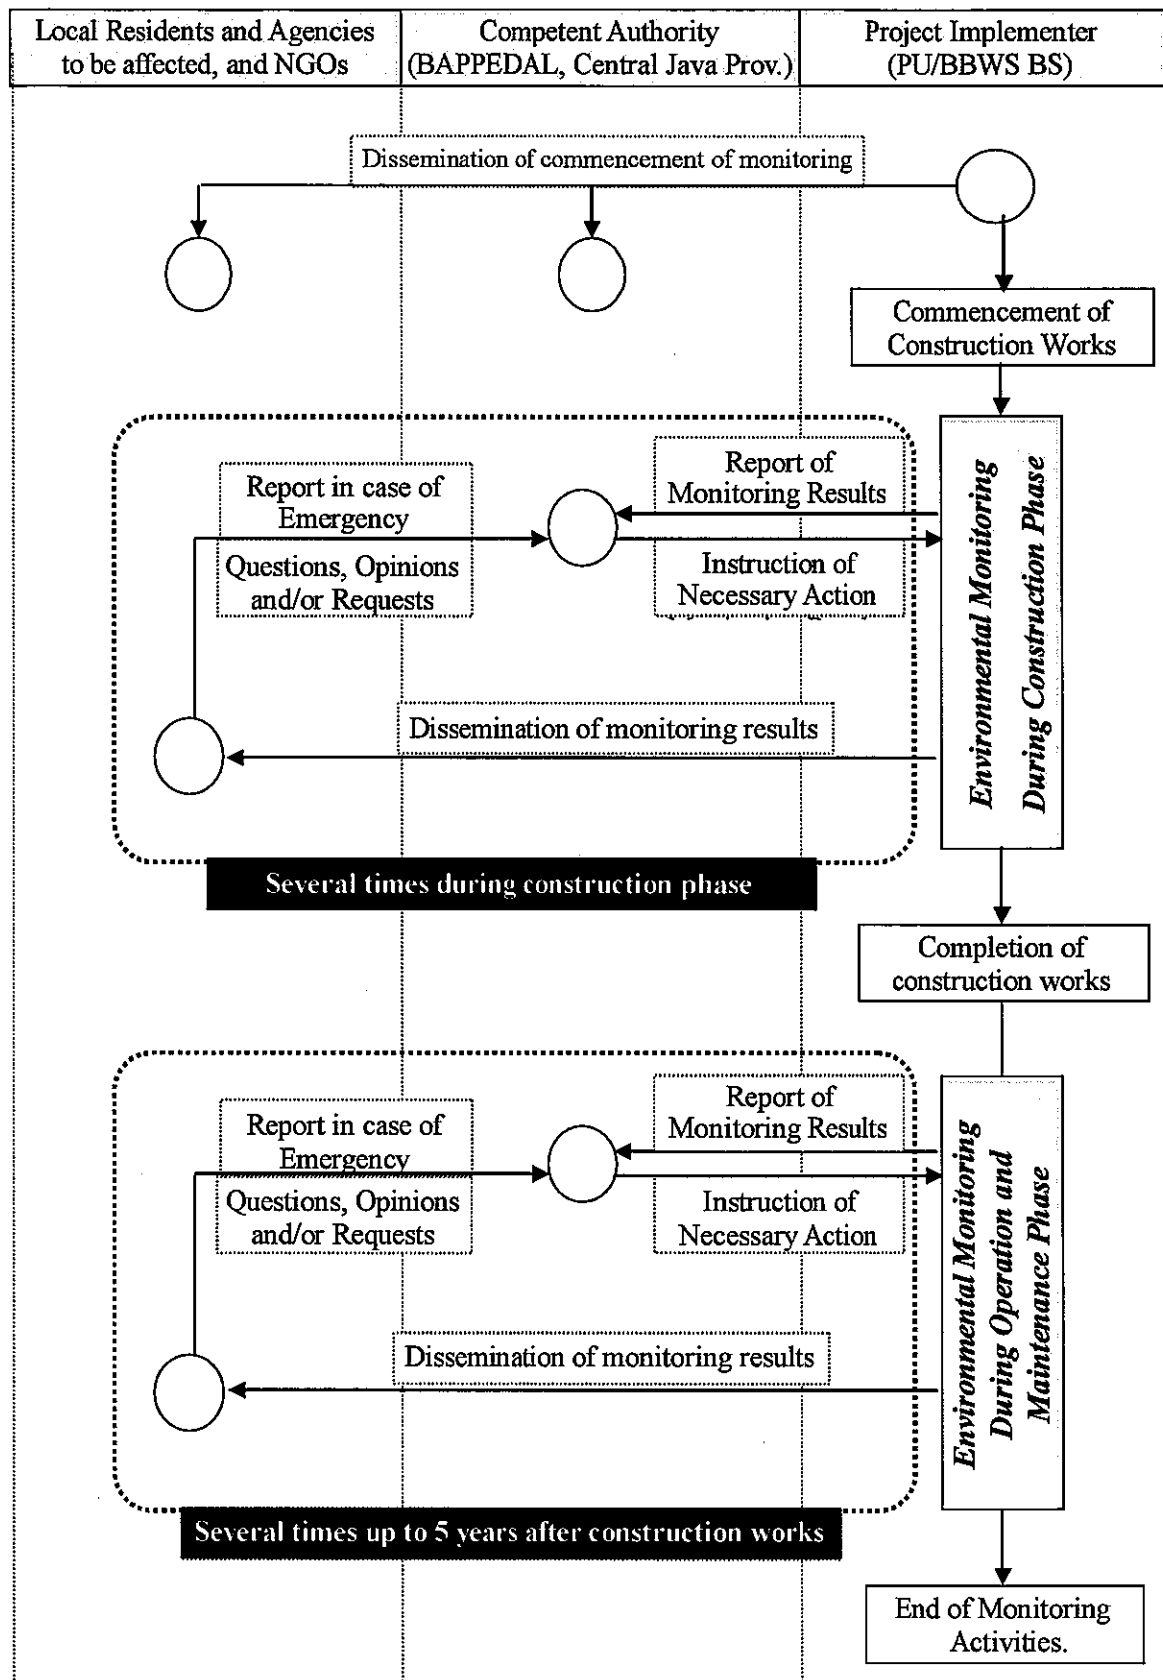 Local Residents and Agencies
to be affected, and NGOs
Competent Authority
(BAPPEDAL, Central Java Prov.)
Project Implementer
(PU/BBWS BS)
Dissemination of commencement of monitoring
Commencement of
Construction Works
Report in case of
Emergency
Questions, Opinions
and/or Requests
Report of
Monitoring Results
Instruction of
Necessary Action
Environmental Monitoring
During Construction Phase
Dissemination of monitoring results
Several times during construction phase
Completion of
construction works
Report in case of
Emergency
Questions, Opinions
and/or Requests
Report of
Monitoring Results
Instruction of
Necessary Action
Environmental Monitoring
During Operation and
Maintenance Phase
Dissemination of monitoring results
Several times up to 5 years after construction works
End of Monitoring
Activities.